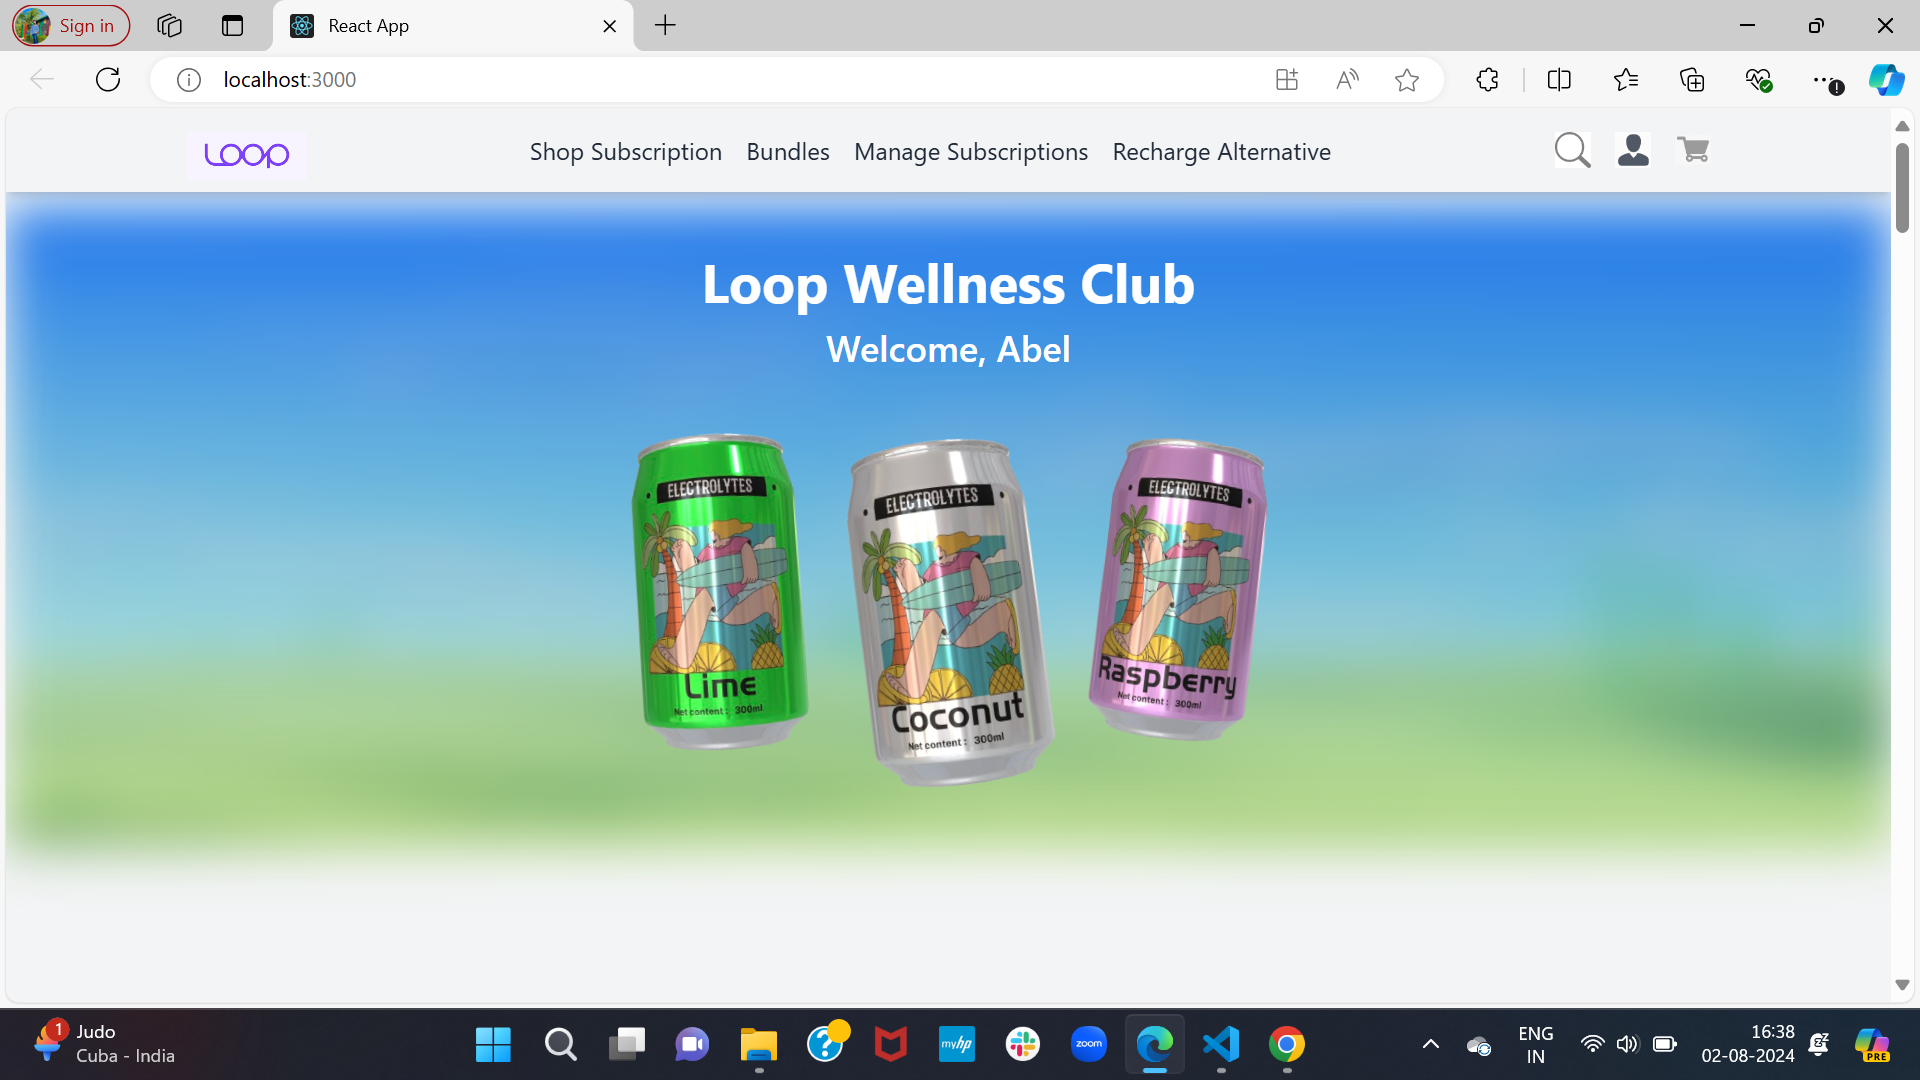 Sign in
React App
localhost:3000
LOOP
Shop Subscription Bundles Manage Subscriptions Recharge Alternative
Loop Wellness Club
Welcome, Abel
ELECTROLYTES
Lime
Net content: 300ml
ELECTROLYTES
Coconut
Net content: 300ml
ELECTROLYTES
Raspberry
Net content: 300ml
1
Judo
Cuba - India
myhp
zoom
ENG
IN
16:38
02-08-2024
PRE